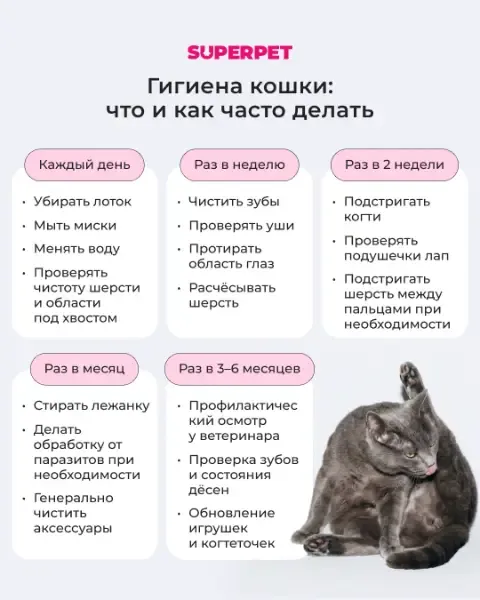 SUPERPET
Гигиена кошки:
что и как часто делать
Каждый день
• Убирать лоток
• Мыть миски
• Менять воду
• Проверять
чистоту шерсти
и области
под хвостом
Раз в неделю
• Чистить зубы
• Проверять уши
• Протирать
область глаз
• Расчёсывать
шерсть
Раз в 2 недели
• Подстригать
когти
• Проверять
подушечки лап
• Подстригать
шерсть между
пальцами при
необходимости
Раз в месяц
• Стирать лежанку
• Делать
обработку от
паразитов при
необходимости
• Генерально
чистить
аксессуары
Раз в 3–6 месяцев
• Профилактичес
кий осмотр
у ветеринара
• Проверка зубов
и состояния
дёсен
• Обновление
игрушек
и когтеточек